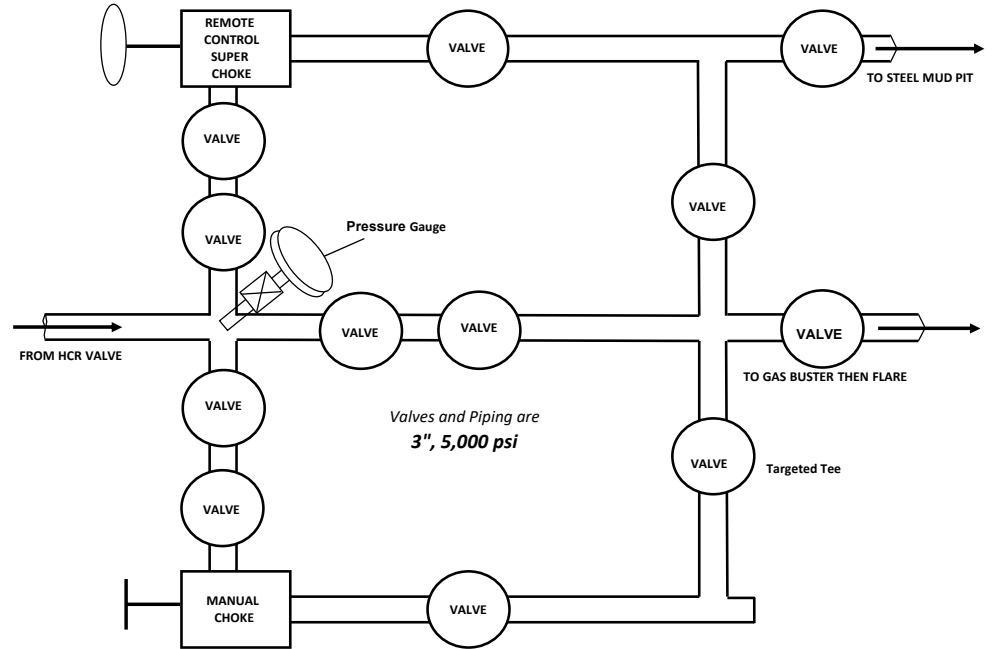 REMOTE
CONTROL
SUPER
CHOKE
VALVE
VALVE
TO STEEL MUD PIT
VALVE
VALVE
VALVE
Pressure Gauge
FROM HCR VALVE
VALVE
VALVE
VALVE
TO GAS BUSTER THEN FLARE
VALVE
Valves and Piping are
3", 5,000 psi
VALVE
Targeted Tee
VALVE
MANUAL
CHOKE
VALVE